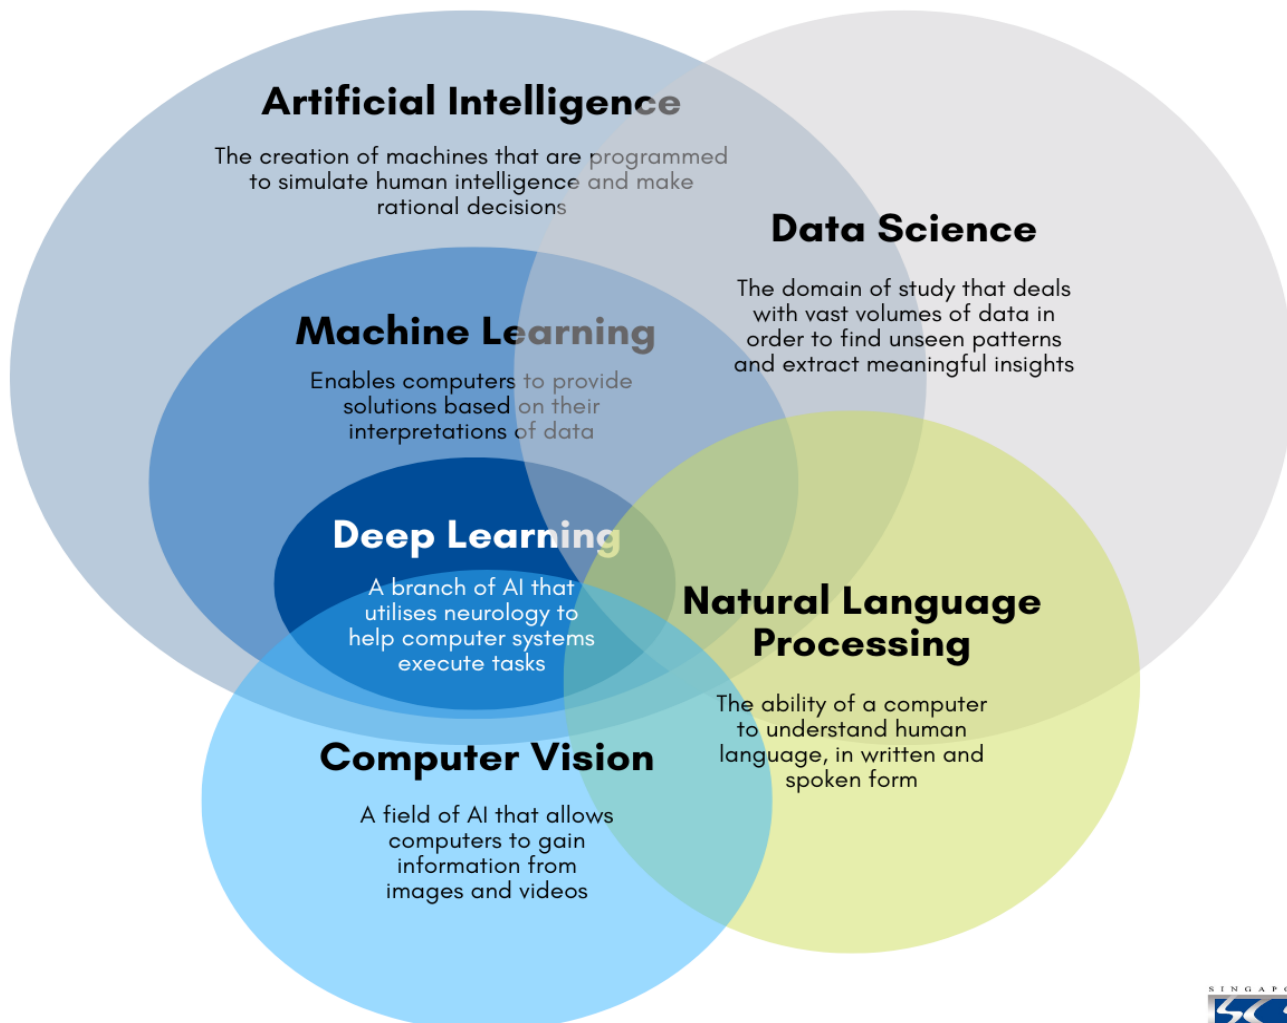 Artificial Intelligence
The creation of machines that are programmed
to simulate human intelligence and make
rational decisions
Data Science
The domain of study that deals
with vast volumes of data in
order to find unseen patterns
and extract meaningful insights
Machine Learning
Enables computers to provide
solutions based on their
interpretations of data
Deep Learning
A branch of AI that
utilises neurology to
help computer systems
execute tasks
Natural Language
Processing
The ability of a computer
to understand human
language, in written and
spoken form
Computer Vision
A field of AI that allows
computers to gain
information from
images and videos